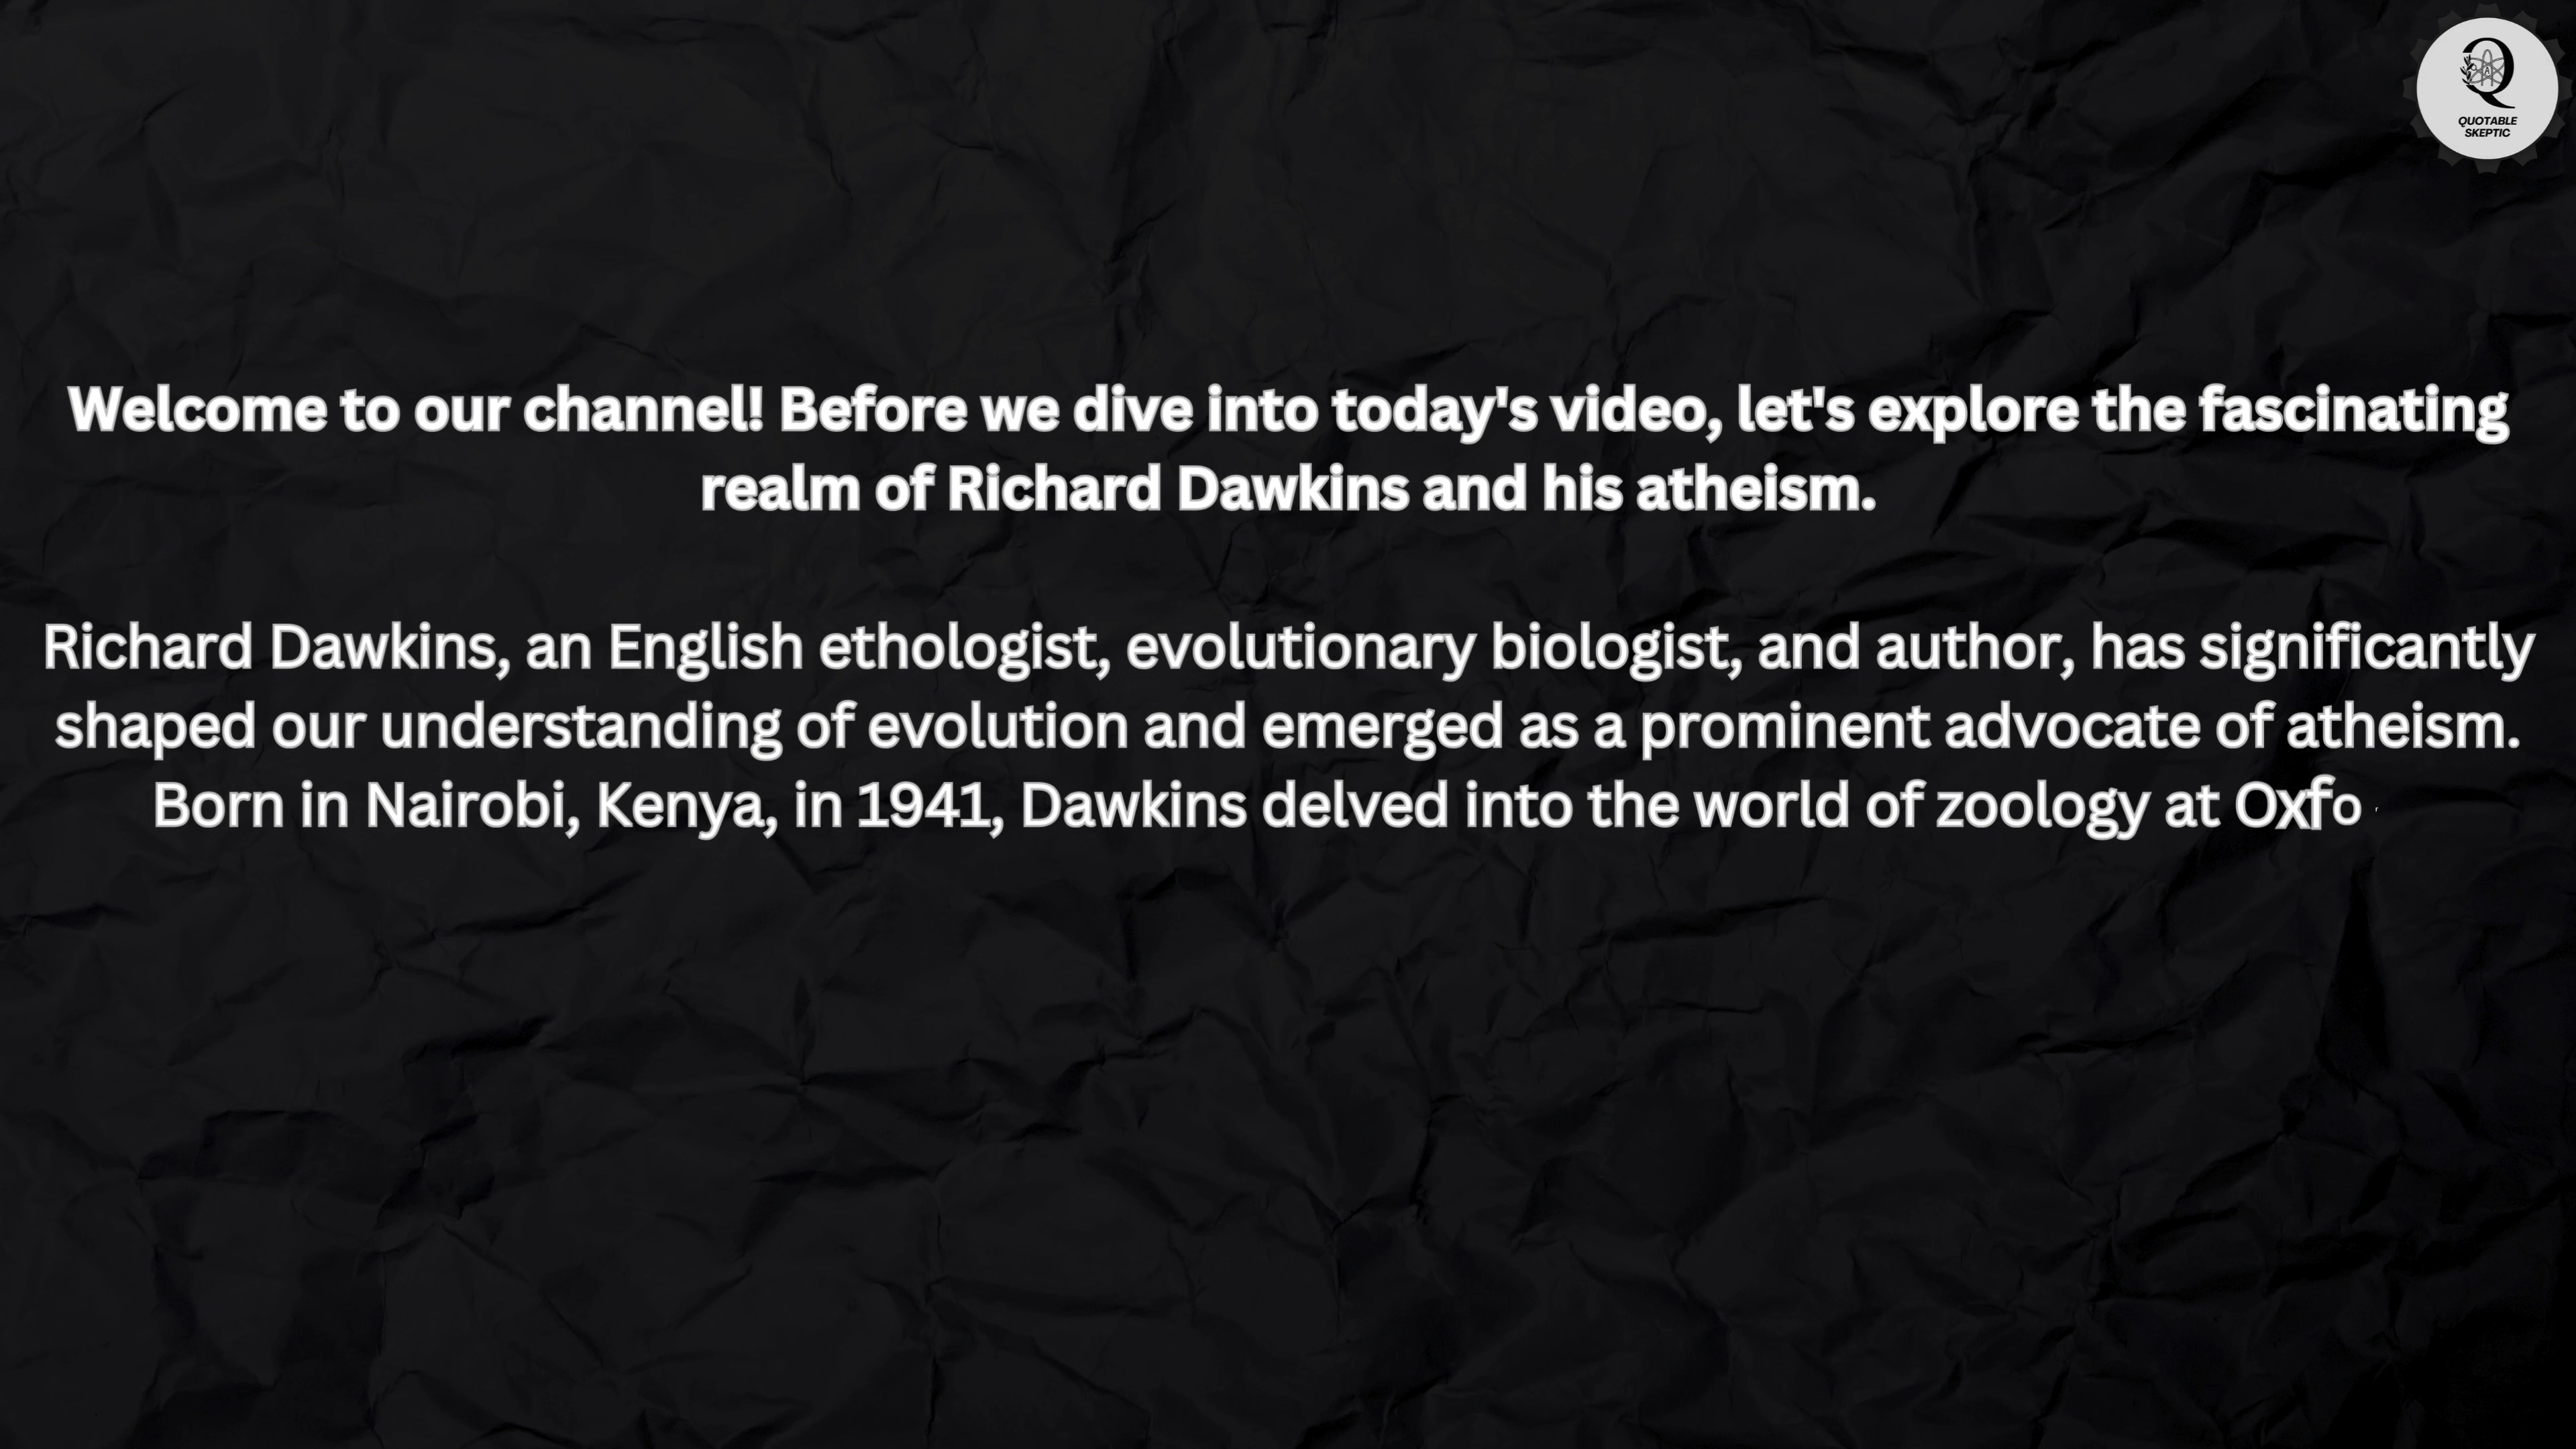 QUOTABLE
SKEPTIC
Welcome to our channel! Before we dive into today's video, let's explore the fascinating
realm of Richard Dawkins and his atheism.
Richard Dawkins, an English ethologist, evolutionary biologist, and author, has significantly
shaped our understanding of evolution and emerged as a prominent advocate of atheism.
Born in Nairobi, Kenya, in 1941, Dawkins delved into the world of zoology at Oxfo